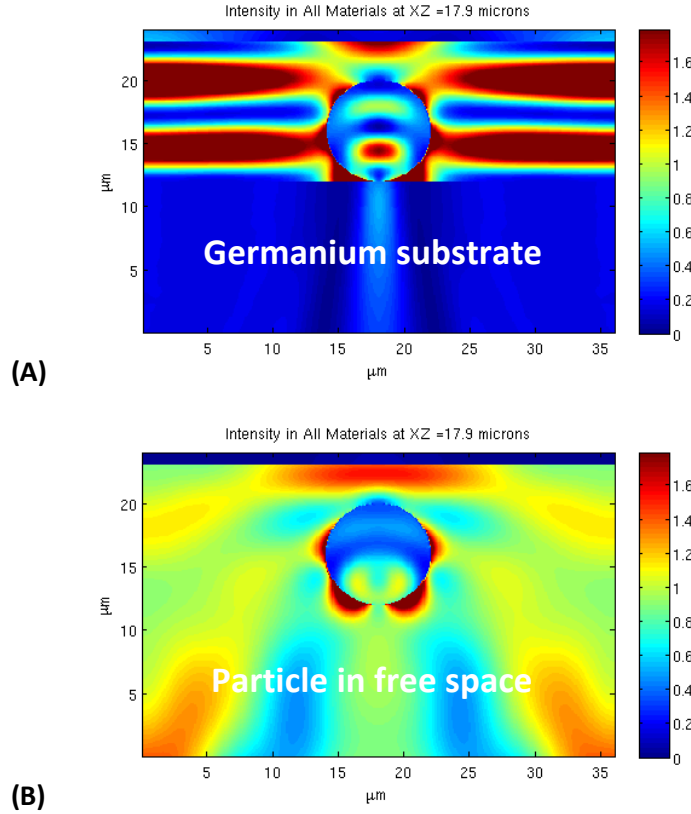 Intensity in All Materials at XZ =17.9 microns
20
15
10
5
μm
Germanium substrate
5 10 15 20 25 30 35
μm
1.6
1.4
1.2
1
0.8
0.6
0.4
0.2
0
(A)
Intensity in All Materials at XZ =17.9 microns
20
15
10
5
μm
Particle in free space
5 10 15 20 25 30 35
μm
1.6
1.4
1.2
1
0.8
0.6
0.4
0.2
0
(B)